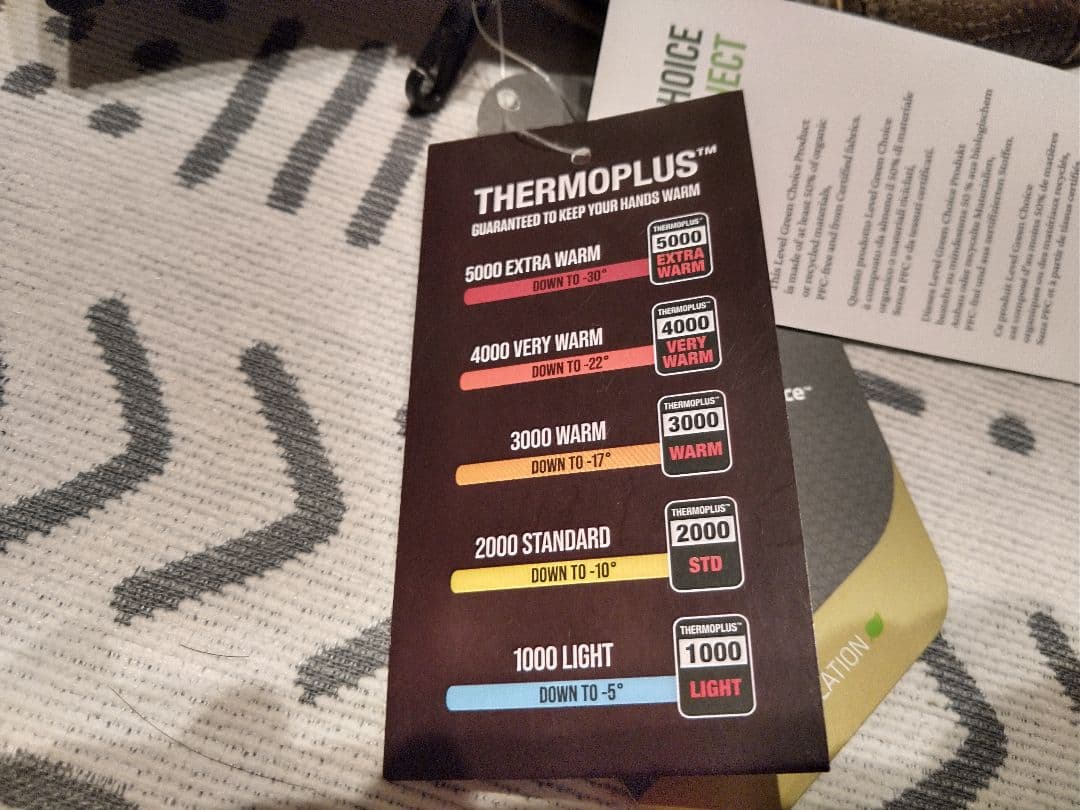 THERMOPLUS™
GUARANTEED TO KEEP YOUR HANDS WARM
5000 EXTRA WARM
DOWN TO -30°
THERMOPLUS™
5000
EXTRA
WARM
4000 VERY WARM
DOWN TO -22°
THERMOPLUS™
4000
VERY
WARM
3000 WARM
DOWN TO -17°
THERMOPLUS™
3000
WARM
2000 STANDARD
DOWN TO -10°
THERMOPLUS™
2000
STD
1000 LIGHT
DOWN TO -5°
THERMOPLUS™
1000
LIGHT
HOICE
This Level Green Choice Product
is made of at least 50% of organic
or recycled materials,
PFC-free and from Certified fabrics.
Questo prodotto Level Green Choice
è composto da almeno il 50% di materiale
organico o materiali riciclati,
Senza PFC e da tessuti certificati.
Dieses Level Green Choice Produkt
besteht zu mindestens 50 % aus biologischem
Anbau oder recycelten Materialien,
PFC-frei und aus zertifizierten Stoffen.
Ce produit Level Green Choice
est composé d'au moins 50% de matières
organiques ou des matériaux recyclés,
Sans PFC et à partir de tissus certifiés
ce™
LATION